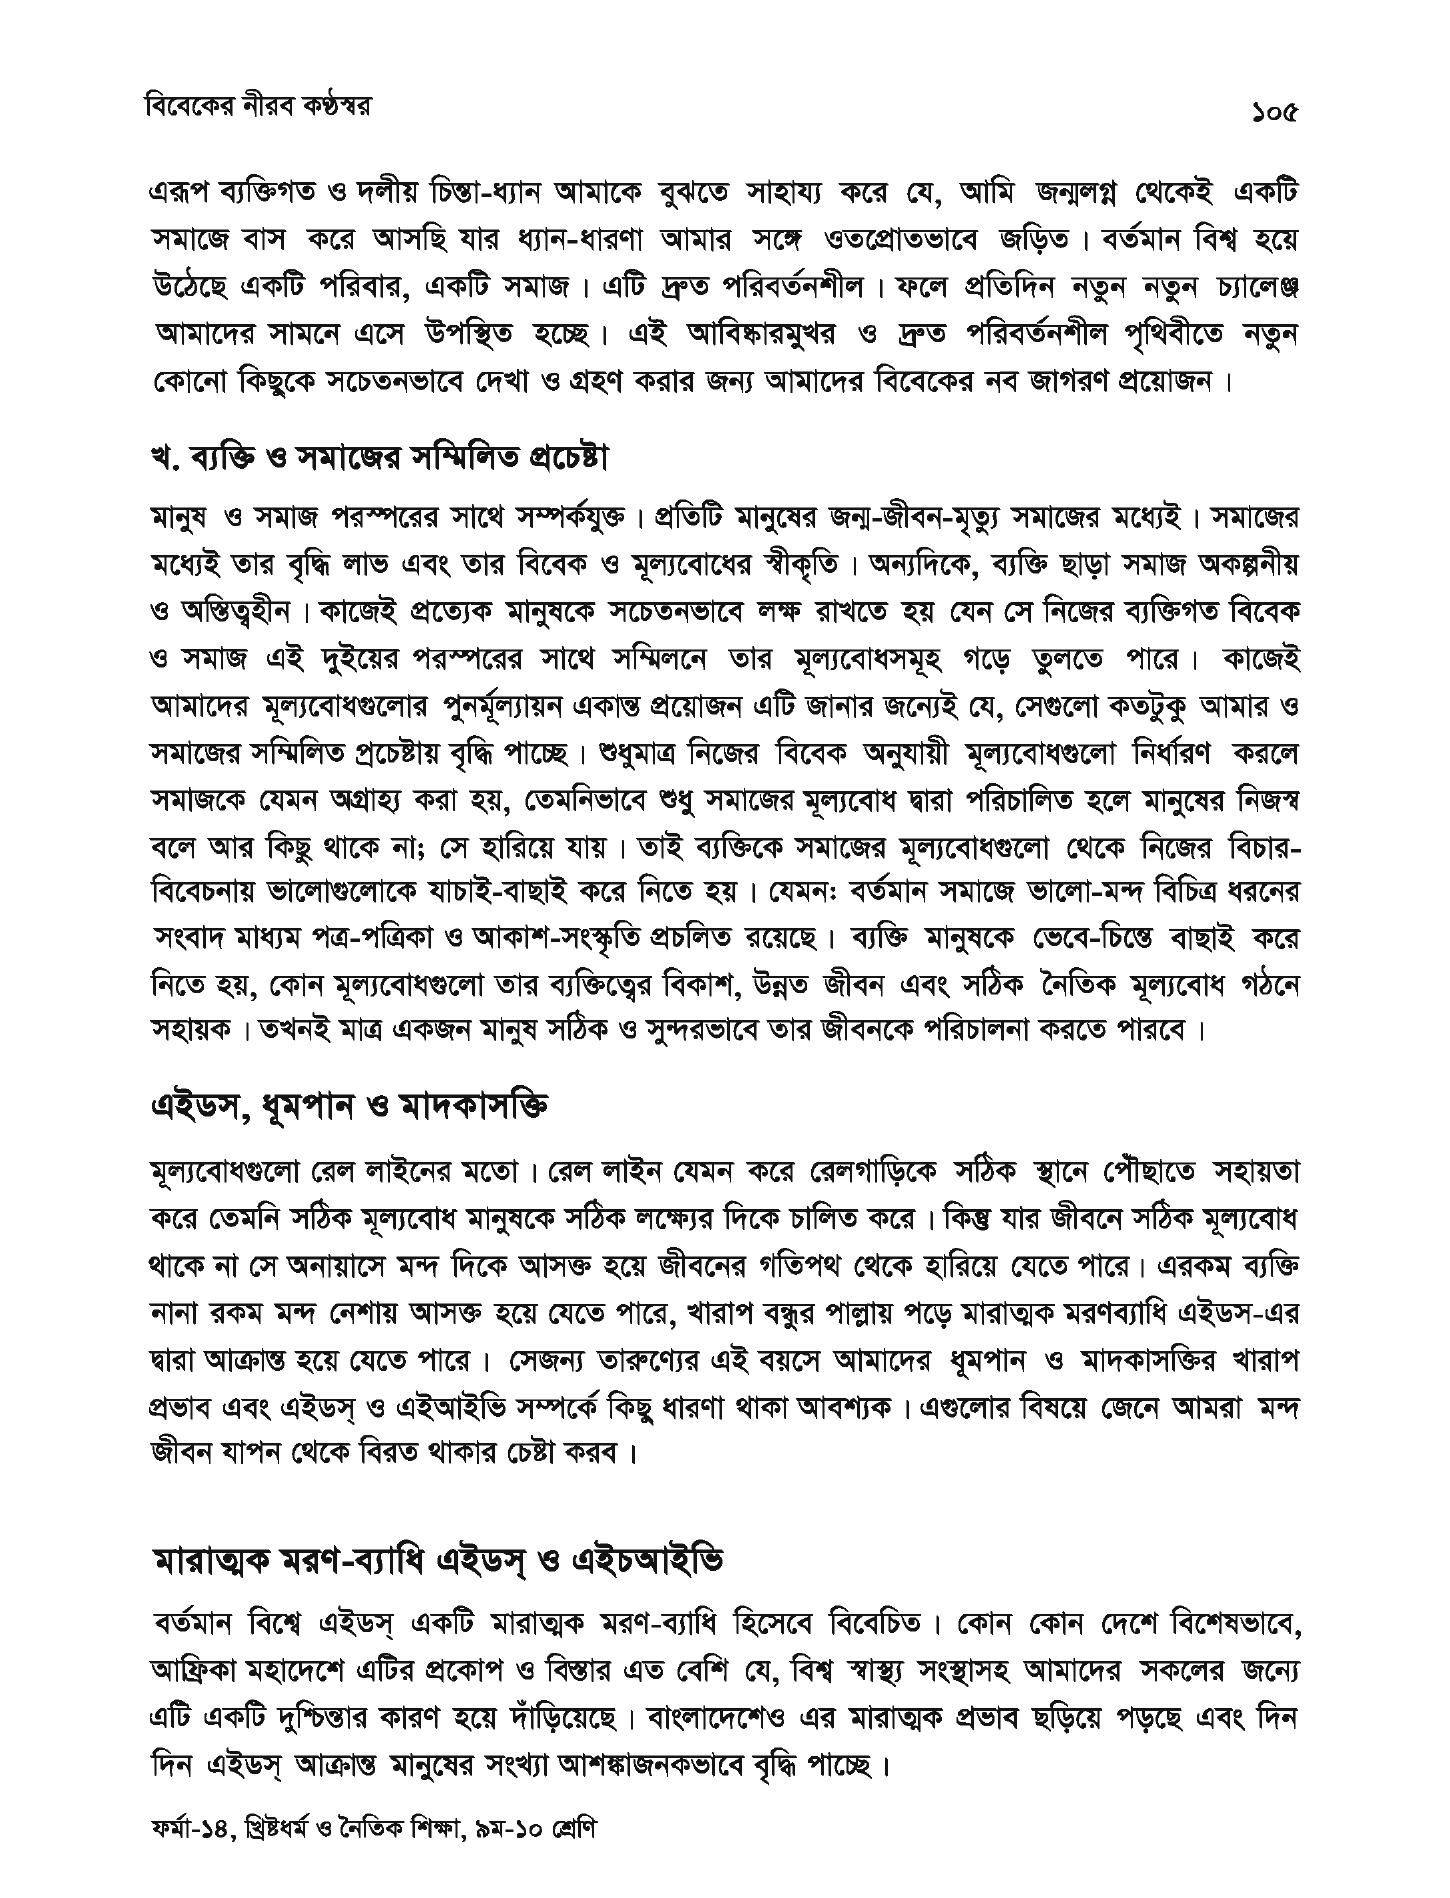 বিবেকের নীরব কণ্ঠস্বর ১০৫
এরূপ ব্যক্তিগত ও দলীয় চিন্তা-ধ্যান আমাকে বুঝতে সাহায্য করে যে, আমি জন্মলগ্ন থেকেই একটি
সমাজে বাস করে আসছি যার ধ্যান-ধারণা আমার সঙ্গে ওতপ্রোতভাবে জড়িত। বর্তমান বিশ্ব হয়ে
উঠেছে একটি পরিবার, একটি সমাজ। এটি দ্রুত পরিবর্তনশীল। ফলে প্রতিদিন নতুন নতুন চ্যালেঞ্জ
আমাদের সামনে এসে উপস্থিত হচ্ছে। এই আবিষ্কারমুখর ও দ্রুত পরিবর্তনশীল পৃথিবীতে নতুন
কোনো কিছুকে সচেতনভাবে দেখা ও গ্রহণ করার জন্য আমাদের বিবেকের নব জাগরণ প্রয়োজন।
খ. ব্যক্তি ও সমাজের সম্মিলিত প্রচেষ্টা
মানুষ ও সমাজ পরস্পরের সাথে সম্পর্কযুক্ত। প্রতিটি মানুষের জন্ম-জীবন-মৃত্যু সমাজের মধ্যেই। সমাজের
মধ্যেই তার বৃদ্ধি লাভ এবং তার বিবেক ও মূল্যবোধের স্বীকৃতি। অন্যদিকে, ব্যক্তি ছাড়া সমাজ অকল্পনীয়
ও অস্তিত্বহীন। কাজেই প্রত্যেক মানুষকে সচেতনভাবে লক্ষ রাখতে হয় যেন সে নিজের ব্যক্তিগত বিবেক
ও সমাজ এই দুইয়ের পরস্পরের সাথে সম্মিলনে তার মূল্যবোধসমূহ গড়ে তুলতে পারে। কাজেই
আমাদের মূল্যবোধগুলোর পুনর্মূল্যায়ন একান্ত প্রয়োজন এটি জানার জন্যেই যে, সেগুলো কতটুকু আমার ও
সমাজের সম্মিলিত প্রচেষ্টায় বৃদ্ধি পাচ্ছে। শুধুমাত্র নিজের বিবেক অনুযায়ী মূল্যবোধগুলো নির্ধারণ করলে
সমাজকে যেমন অগ্রাহ্য করা হয়, তেমনিভাবে শুধু সমাজের মূল্যবোধ দ্বারা পরিচালিত হলে মানুষের নিজস্ব
বলে আর কিছু থাকে না; সে হারিয়ে যায়। তাই ব্যক্তিকে সমাজের মূল্যবোধগুলো থেকে নিজের বিচার-
বিবেচনায় ভালোগুলোকে যাচাই-বাছাই করে নিতে হয়। যেমন: বর্তমান সমাজে ভালো-মন্দ বিচিত্র ধরনের
সংবাদ মাধ্যম পত্র-পত্রিকা ও আকাশ-সংস্কৃতি প্রচলিত রয়েছে। ব্যক্তি মানুষকে ভেবে-চিন্তে বাছাই করে
নিতে হয়, কোন মূল্যবোধগুলো তার ব্যক্তিত্বের বিকাশ, উন্নত জীবন এবং সঠিক নৈতিক মূল্যবোধ গঠনে
সহায়ক। তখনই মাত্র একজন মানুষ সঠিক ও সুন্দরভাবে তার জীবনকে পরিচালনা করতে পারবে।
এইডস, ধূমপান ও মাদকাসক্তি
মূল্যবোধগুলো রেল লাইনের মতো। রেল লাইন যেমন করে রেলগাড়িকে সঠিক স্থানে পৌঁছাতে সহায়তা
করে তেমনি সঠিক মূল্যবোধ মানুষকে সঠিক লক্ষ্যের দিকে চালিত করে। কিন্তু যার জীবনে সঠিক মূল্যবোধ
থাকে না সে অনায়াসে মন্দ দিকে আসক্ত হয়ে জীবনের গতিপথ থেকে হারিয়ে যেতে পারে। এরকম ব্যক্তি
নানা রকম মন্দ নেশায় আসক্ত হয়ে যেতে পারে, খারাপ বন্ধুর পাল্লায় পড়ে মারাত্মক মরণব্যাধি এইডস-এর
দ্বারা আক্রান্ত হয়ে যেতে পারে। সেজন্য তারুণ্যের এই বয়সে আমাদের ধূমপান ও মাদকাসক্তির খারাপ
প্রভাব এবং এইডস্ ও এইআইভি সম্পর্কে কিছু ধারণা থাকা আবশ্যক। এগুলোর বিষয়ে জেনে আমরা মন্দ
জীবন যাপন থেকে বিরত থাকার চেষ্টা করব।
মারাত্মক মরণ-ব্যাধি এইডস্ ও এইচআইভি
বর্তমান বিশ্বে এইডস্ একটি মারাত্মক মরণ-ব্যাধি হিসেবে বিবেচিত। কোন কোন দেশে বিশেষভাবে,
আফ্রিকা মহাদেশে এটির প্রকোপ ও বিস্তার এত বেশি যে, বিশ্ব স্বাস্থ্য সংস্থাসহ আমাদের সকলের জন্যে
এটি একটি দুশ্চিন্তার কারণ হয়ে দাঁড়িয়েছে। বাংলাদেশেও এর মারাত্মক প্রভাব ছড়িয়ে পড়ছে এবং দিন
দিন এইডস্ আক্রান্ত মানুষের সংখ্যা আশঙ্কাজনকভাবে বৃদ্ধি পাচ্ছে।
ফর্মা-১৪, খ্রিষ্টধর্ম ও নৈতিক শিক্ষা, ৯ম-১০ শ্রেণি